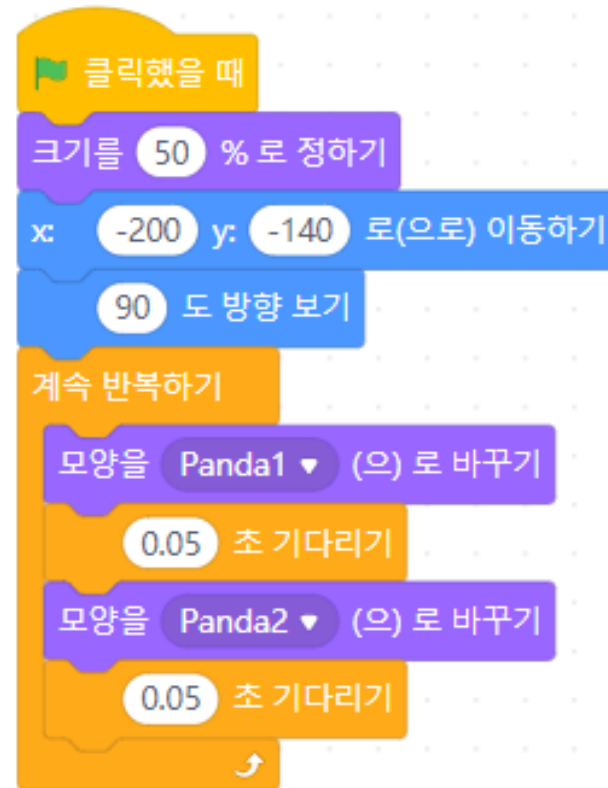 클릭했을 때
크기를 50 % 로 정하기
x: -200 y: -140 로(으로) 이동하기
90 도 방향 보기
계속 반복하기
모양을 Panda1 (으) 로 바꾸기
0.05 초 기다리기
모양을 Panda2 (으) 로 바꾸기
0.05 초 기다리기